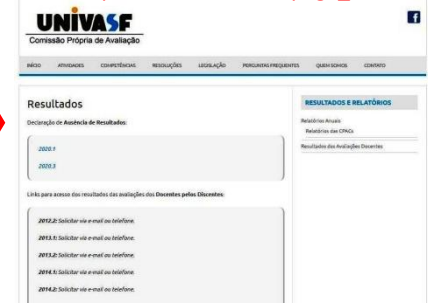 UNIVASF
Comissão Própria de Avaliação
INÍCIO ATIVIDADES COMPETÊNCIAS RESOLUÇÕES LEGISLAÇÃO PERGUNTAS FREQUENTES QUEM SOMOS CONTATO
Resultados
Declaração de Ausência de Resultados:
2020.1
2020.3
Links para acesso dos resultados das avaliações dos Docentes pelos Discentes:
2012.2: Solicitar via e-mail ou telefone.
2013.1: Solicitar via e-mail ou telefone.
2013.2: Solicitar via e-mail ou telefone.
2014.1: Solicitar via e-mail ou telefone.
2014.2: Solicitar via e-mail ou telefone.
RESULTADOS E RELATÓRIOS
Relatórios Anuais
Relatórios das CPACs
Resultados das Avaliações Docentes